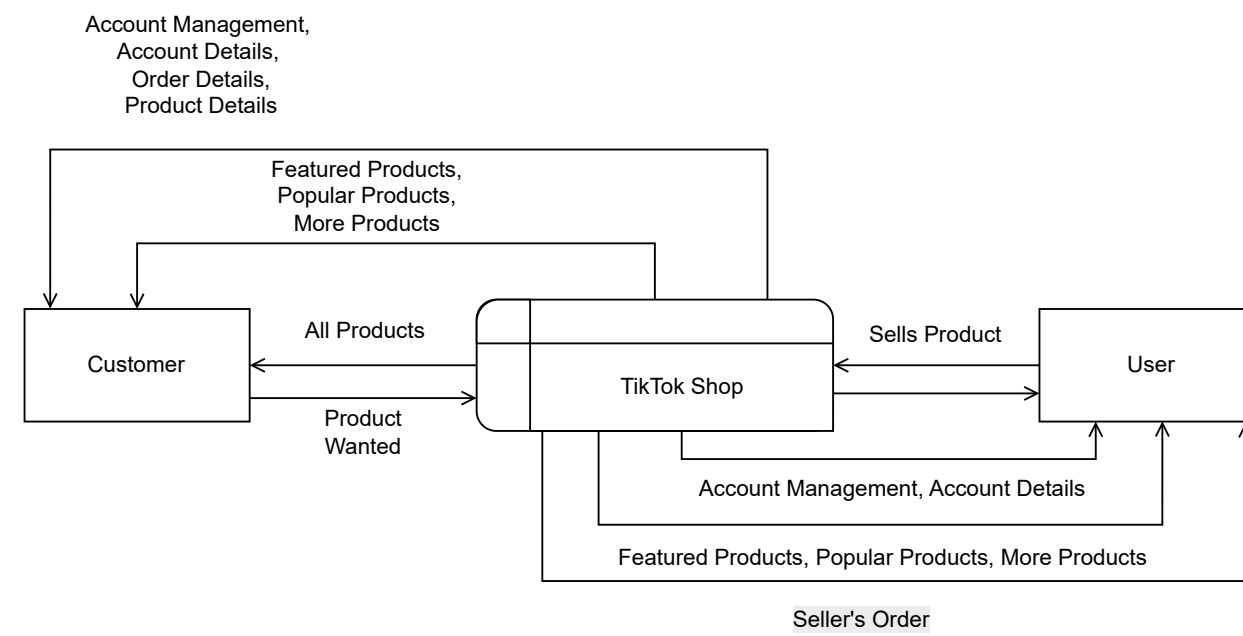 Account Management,
Account Details,
Order Details,
Product Details
Featured Products,
Popular Products,
More Products
All Products
Customer
Product
Wanted
TikTok Shop
Sells Product
User
Account Management, Account Details
Featured Products, Popular Products, More Products
Seller's Order